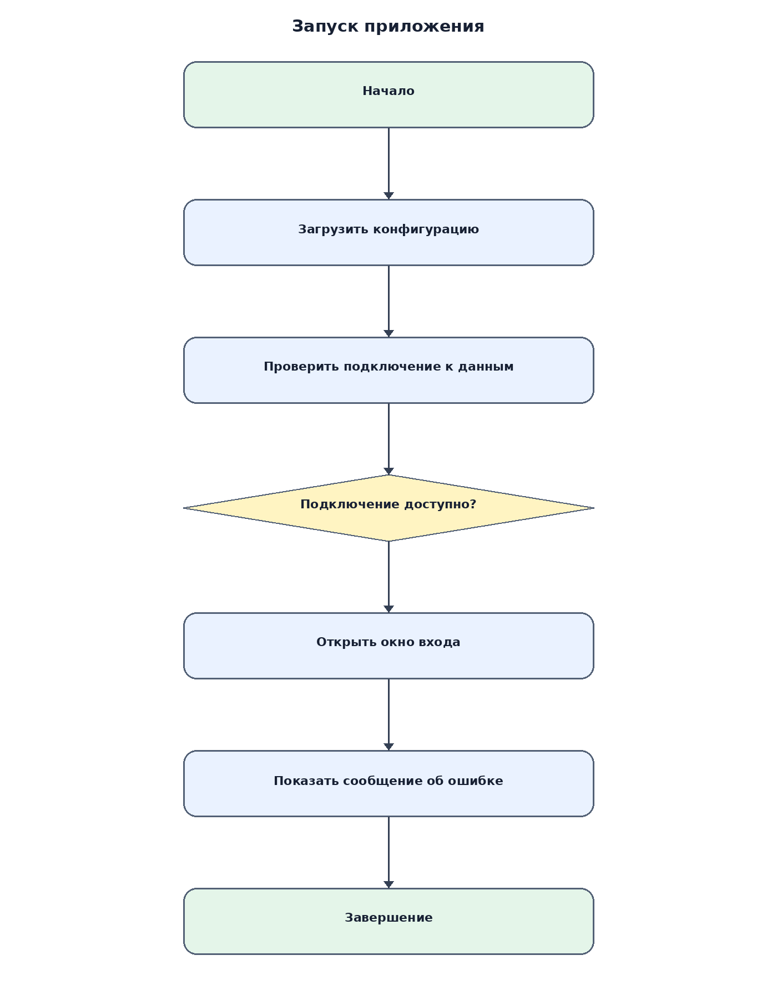 Запуск приложения
Начало
Загрузить конфигурацию
Проверить подключение к данным
Подключение доступно?
Открыть окно входа
Показать сообщение об ошибке
Завершение